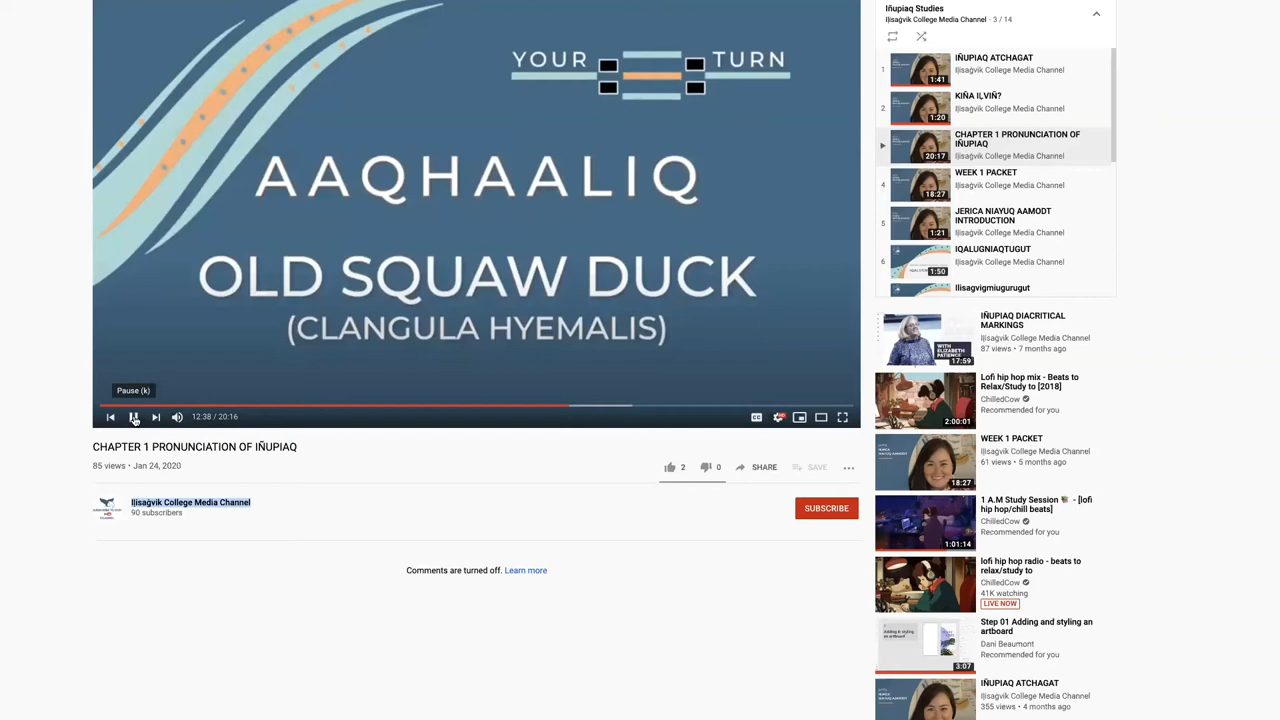 YOUR TURN
AAQHAALIQ
OLD SQUAW DUCK
(CLANGULA HYEMALIS)
Pause (k)
12:38 / 20:16
CHAPTER 1 PRONUNCIATION OF IÑUPIAQ
85 views • Jan 24, 2020
2
0
SHARE
SAVE
Iḷisaġvik College Media Channel
90 subscribers
SUBSCRIBE
Comments are turned off. Learn more
Iñupiaq Studies
Iḷisaġvik College Media Channel · 3 / 14
1
1:41
IÑUPIAQ ATCHAGAT
Iḷisaġvik College Media Channel
2
1:20
KIÑA IḶVIÑ?
Iḷisaġvik College Media Channel
20:17
CHAPTER 1 PRONUNCIATION OF
IÑUPIAQ
Iḷisaġvik College Media Channel
4
18:27
WEEK 1 PACKET
Iḷisaġvik College Media Channel
5
1:21
JERICA NIAYUQ AAMODT
INTRODUCTION
Iḷisaġvik College Media Channel
6
1:50
IQALUGNIAQTUGUT
Iḷisaġvik College Media Channel
Ilisagvigmiugurugut
WITH
ELIZABETH
PATIENCE
17:59
IÑUPIAQ DIACRITICAL
MARKINGS
Iḷisaġvik College Media Channel
87 views • 7 months ago
2:00:01
Lofi hip hop mix - Beats to
Relax/Study to [2018]
ChilledCow
Recommended for you
18:27
WEEK 1 PACKET
Iḷisaġvik College Media Channel
61 views • 5 months ago
1:01:14
1 A.M Study Session 📚 - [lofi
hip hop/chill beats]
ChilledCow
Recommended for you
lofi hip hop radio - beats to
relax/study to
ChilledCow
41K watching
LIVE NOW
Adding & styling
an artboard
3:07
Step 01 Adding and styling an
artboard
Dani Beaumont
Recommended for you
IÑUPIAQ ATCHAGAT
Iḷisaġvik College Media Channel
355 views • 4 months ago